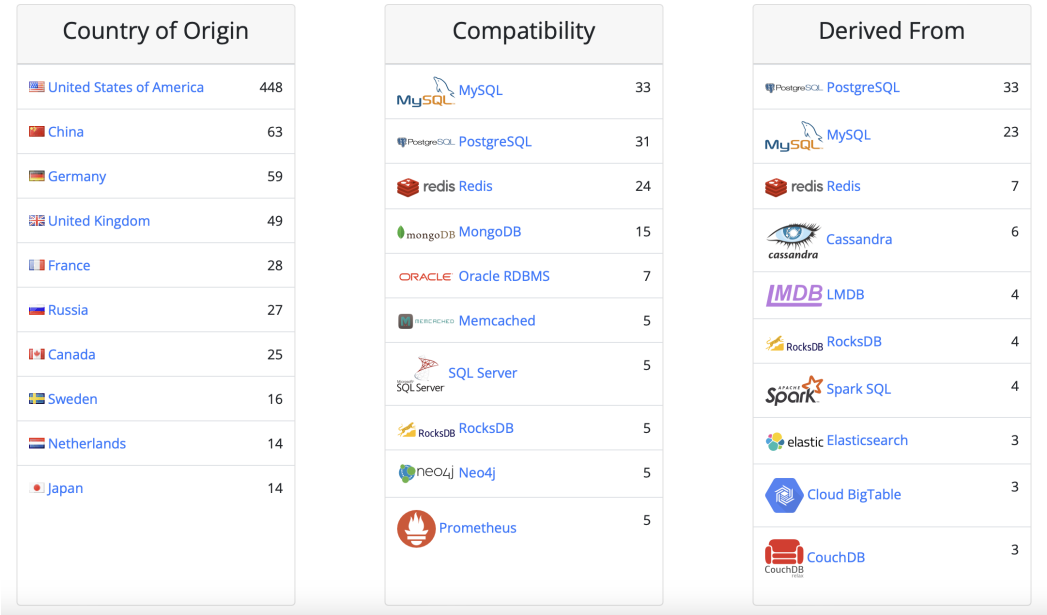 Country of Origin
United States of America 448
China 63
Germany 59
United Kingdom 49
France 28
Russia 27
Canada 25
Sweden 16
Netherlands 14
Japan 14
Compatibility
MySQL MySQL 33
PostgreSQL PostgreSQL 31
redis Redis 24
mongoDB MongoDB 15
ORACLE Oracle RDBMS 7
M MEMCACHED Memcached 5
Microsoft
SQL Server SQL Server 5
RocksDB RocksDB 5
neo4j Neo4j 5
Prometheus 5
Derived From
PostgreSQL PostgreSQL 33
MySQL MySQL 23
redis Redis 7
cassandra Cassandra 6
LMDB LMDB 4
RocksDB RocksDB 4
APACHE
Spark Spark SQL 4
elastic Elasticsearch 3
Cloud BigTable 3
CouchDB CouchDB 3
relax